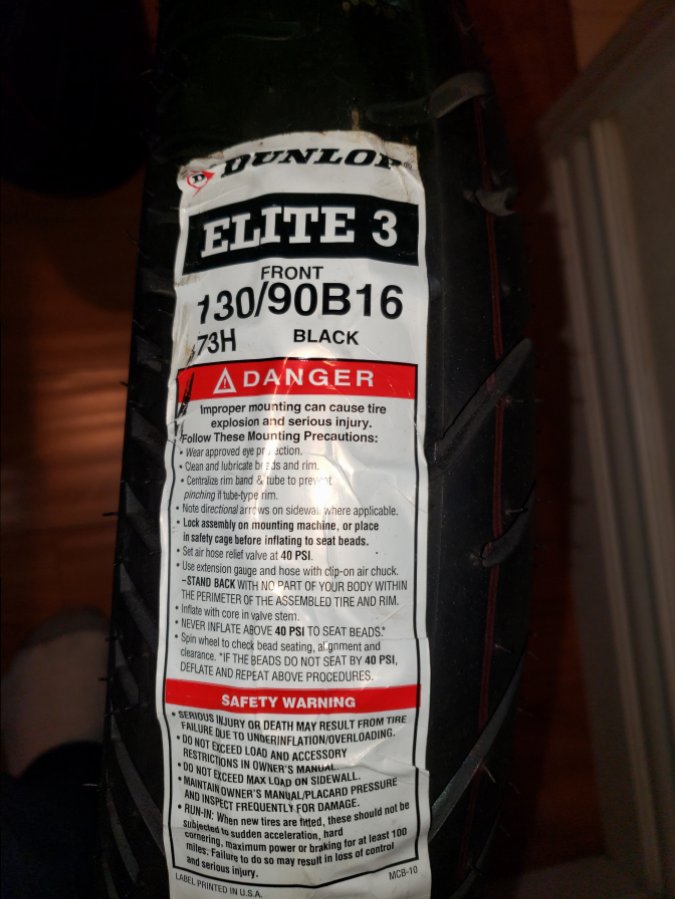 DUNLOP®
ELITE 3
FRONT
130/90B16
73H BLACK
DANGER
Improper mounting can cause tire
explosion and serious injury.
Follow These Mounting Precautions:
• Wear approved eye protection.
• Clean and lubricate beads and rim.
• Centralize rim band & tube to prevent
pinching if tube-type rim.
• Note directional arrows on sidewall where applicable.
• Lock assembly on mounting machine, or place
in safety cage before inflating to seat beads.
• Set air hose relief valve at 40 PSI.
• Use extension gauge and hose with clip-on air chuck.
–STAND BACK WITH NO PART OF YOUR BODY WITHIN
THE PERIMETER OF THE ASSEMBLED TIRE AND RIM.
• Inflate with core in valve stem.
• NEVER INFLATE ABOVE 40 PSI TO SEAT BEADS.*
• Spin wheel to check bead seating, alignment and
clearance. *IF THE BEADS DO NOT SEAT BY 40 PSI,
DEFLATE AND REPEAT ABOVE PROCEDURES.
SAFETY WARNING
• SERIOUS INJURY OR DEATH MAY RESULT FROM TIRE
FAILURE DUE TO UNDERINFLATION/OVERLOADING.
• DO NOT EXCEED LOAD AND ACCESSORY
RESTRICTIONS IN OWNER'S MANUAL.
• DO NOT EXCEED MAX LOAD ON SIDEWALL.
• MAINTAIN OWNER'S MANUAL/PLACARD PRESSURE
AND INSPECT FREQUENTLY FOR DAMAGE.
• RUN-IN: When new tires are fitted, these should not be
subjected to sudden acceleration, hard
cornering, maximum power or braking for at least 100
miles. Failure to do so may result in loss of control
and serious injury.
LABEL PRINTED IN U.S.A. MCB-10